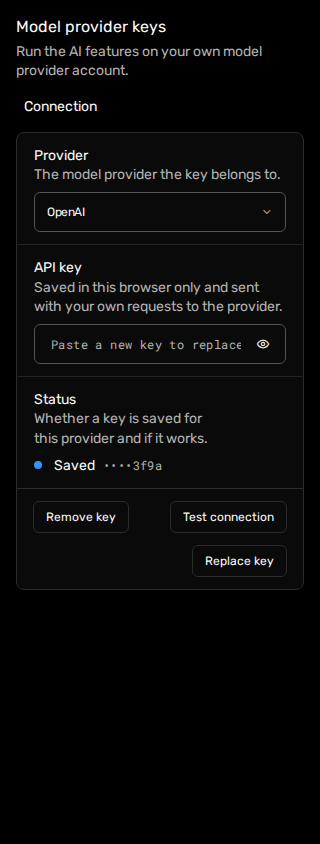 Model provider keys
Run the AI features on your own model
provider account.
Connection
Provider
The model provider the key belongs to.
OpenAI
API key
Saved in this browser only and sent
with your own requests to the provider.
Paste a new key to replace
Status
Whether a key is saved for
this provider and if it works.
Saved ••••3f9a
Remove key
Test connection
Replace key